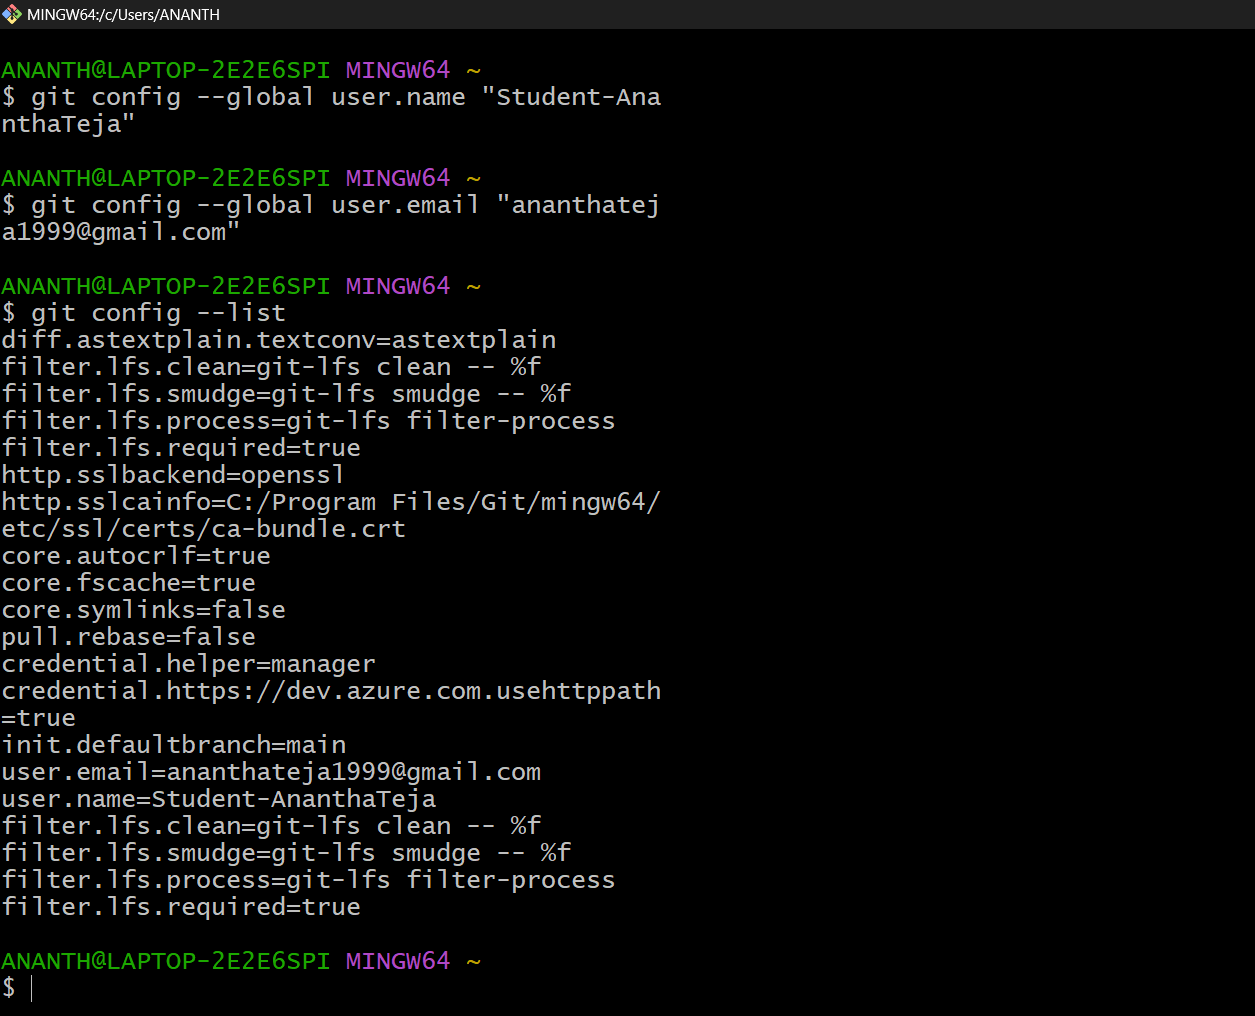 MINGW64:/c/Users/ANANTH
ANANTH@LAPTOP-2E2E6SPI MINGW64 ~
$ git config --global user.name "Student-Ana
nthaTeja"
ANANTH@LAPTOP-2E2E6SPI MINGW64 ~
$ git config --global user.email "ananthatej
a1999@gmail.com"
ANANTH@LAPTOP-2E2E6SPI MINGW64 ~
$ git config --list
diff.astextplain.textconv=astextplain
filter.lfs.clean=git-lfs clean -- %f
filter.lfs.smudge=git-lfs smudge -- %f
filter.lfs.process=git-lfs filter-process
filter.lfs.required=true
http.sslbackend=openssl
http.sslcainfo=C:/Program Files/Git/mingw64/
etc/ssl/certs/ca-bundle.crt
core.autocrlf=true
core.fscache=true
core.symlinks=false
pull.rebase=false
credential.helper=manager
credential.https://dev.azure.com.usehttppath
=true
init.defaultbranch=main
user.email=ananthateja1999@gmail.com
user.name=Student-AnanthaTeja
filter.lfs.clean=git-lfs clean -- %f
filter.lfs.smudge=git-lfs smudge -- %f
filter.lfs.process=git-lfs filter-process
filter.lfs.required=true
ANANTH@LAPTOP-2E2E6SPI MINGW64 ~
$